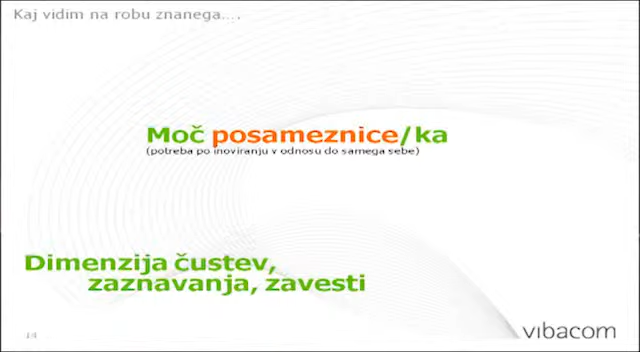 Kaj vidim na robu znanega....
Moč posameznice/ka
(potreba po inoviranju v odnosu do samega sebe)
Dimenzija čustev,
zaznavanja, zavesti
vibacom